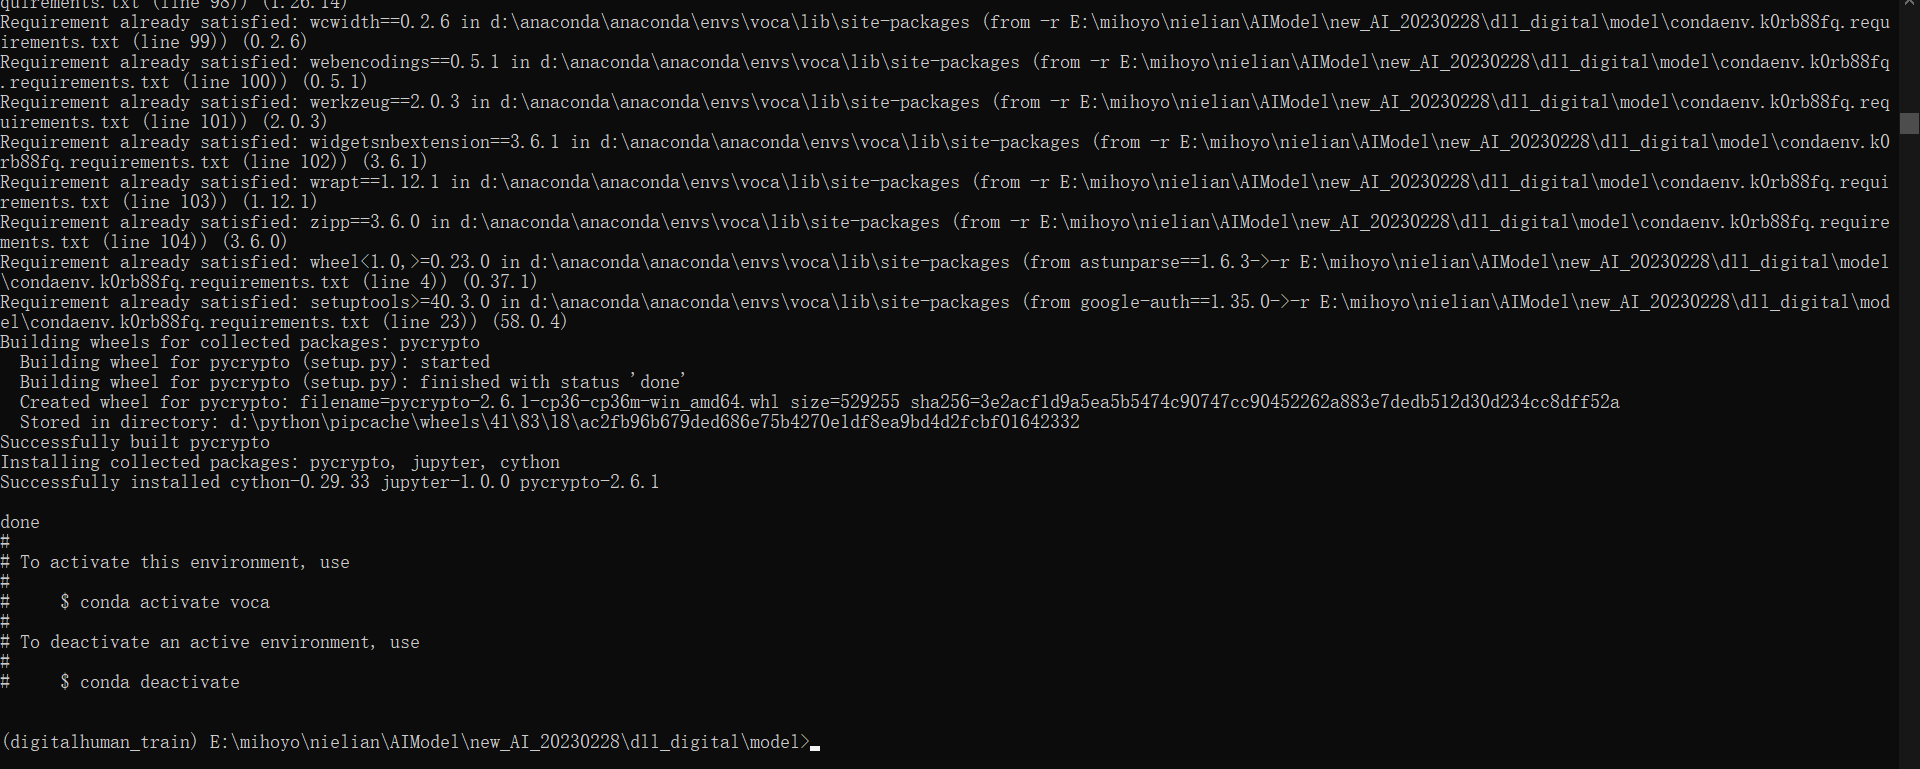 quirements.txt (line 98)) (1.26.14)
Requirement already satisfied: wcwidth==0.2.6 in d:\anaconda\anaconda\envs\voca\lib\site-packages (from -r E:\mihoyo\nielian\AIModel\new_AI_20230228\dll_digital\model\condaenv.k0rb88fq.requ
irements.txt (line 99)) (0.2.6)
Requirement already satisfied: webencodings==0.5.1 in d:\anaconda\anaconda\envs\voca\lib\site-packages (from -r E:\mihoyo\nielian\AIModel\new_AI_20230228\dll_digital\model\condaenv.k0rb88fq
.requirements.txt (line 100)) (0.5.1)
Requirement already satisfied: werkzeug==2.0.3 in d:\anaconda\anaconda\envs\voca\lib\site-packages (from -r E:\mihoyo\nielian\AIModel\new_AI_20230228\dll_digital\model\condaenv.k0rb88fq.req
uirements.txt (line 101)) (2.0.3)
Requirement already satisfied: widgetsnbextension==3.6.1 in d:\anaconda\anaconda\envs\voca\lib\site-packages (from -r E:\mihoyo\nielian\AIModel\new_AI_20230228\dll_digital\model\condaenv.k0
rb88fq.requirements.txt (line 102)) (3.6.1)
Requirement already satisfied: wrapt==1.12.1 in d:\anaconda\anaconda\envs\voca\lib\site-packages (from -r E:\mihoyo\nielian\AIModel\new_AI_20230228\dll_digital\model\condaenv.k0rb88fq.requi
rements.txt (line 103)) (1.12.1)
Requirement already satisfied: zipp==3.6.0 in d:\anaconda\anaconda\envs\voca\lib\site-packages (from -r E:\mihoyo\nielian\AIModel\new_AI_20230228\dll_digital\model\condaenv.k0rb88fq.require
ments.txt (line 104)) (3.6.0)
Requirement already satisfied: wheel<1.0,>=0.23.0 in d:\anaconda\anaconda\envs\voca\lib\site-packages (from astunparse==1.6.3->-r E:\mihoyo\nielian\AIModel\new_AI_20230228\dll_digital\model
\condaenv.k0rb88fq.requirements.txt (line 4)) (0.37.1)
Requirement already satisfied: setuptools>=40.3.0 in d:\anaconda\anaconda\envs\voca\lib\site-packages (from google-auth==1.35.0->-r E:\mihoyo\nielian\AIModel\new_AI_20230228\dll_digital\mod
el\condaenv.k0rb88fq.requirements.txt (line 23)) (58.0.4)
Building wheels for collected packages: pycrypto
  Building wheel for pycrypto (setup.py): started
  Building wheel for pycrypto (setup.py): finished with status 'done'
  Created wheel for pycrypto: filename=pycrypto-2.6.1-cp36-cp36m-win_amd64.whl size=529255 sha256=3e2acf1d9a5ea5b5474c90747cc90452262a883e7dedb512d30d234cc8dff52a
  Stored in directory: d:\python\pipcache\wheels\41\83\18\ac2fb96b679ded686e75b4270e1df8ea9bd4d2fcbf01642332
Successfully built pycrypto
Installing collected packages: pycrypto, jupyter, cython
Successfully installed cython-0.29.33 jupyter-1.0.0 pycrypto-2.6.1
done
#
# To activate this environment, use
#
#     $ conda activate voca
#
# To deactivate an active environment, use
#
#     $ conda deactivate
(digitalhuman_train) E:\mihoyo\nielian\AIModel\new_AI_20230228\dll_digital\model>